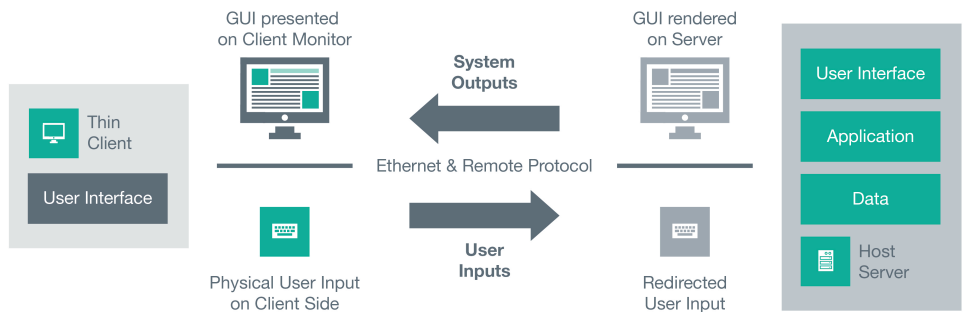 Thin
Client
User Interface
GUI presented
on Client Monitor
System
Outputs
GUI rendered
on Server
Ethernet & Remote Protocol
User
Inputs
Physical User Input
on Client Side
Redirected
User Input
User Interface
Application
Data
Host
Server